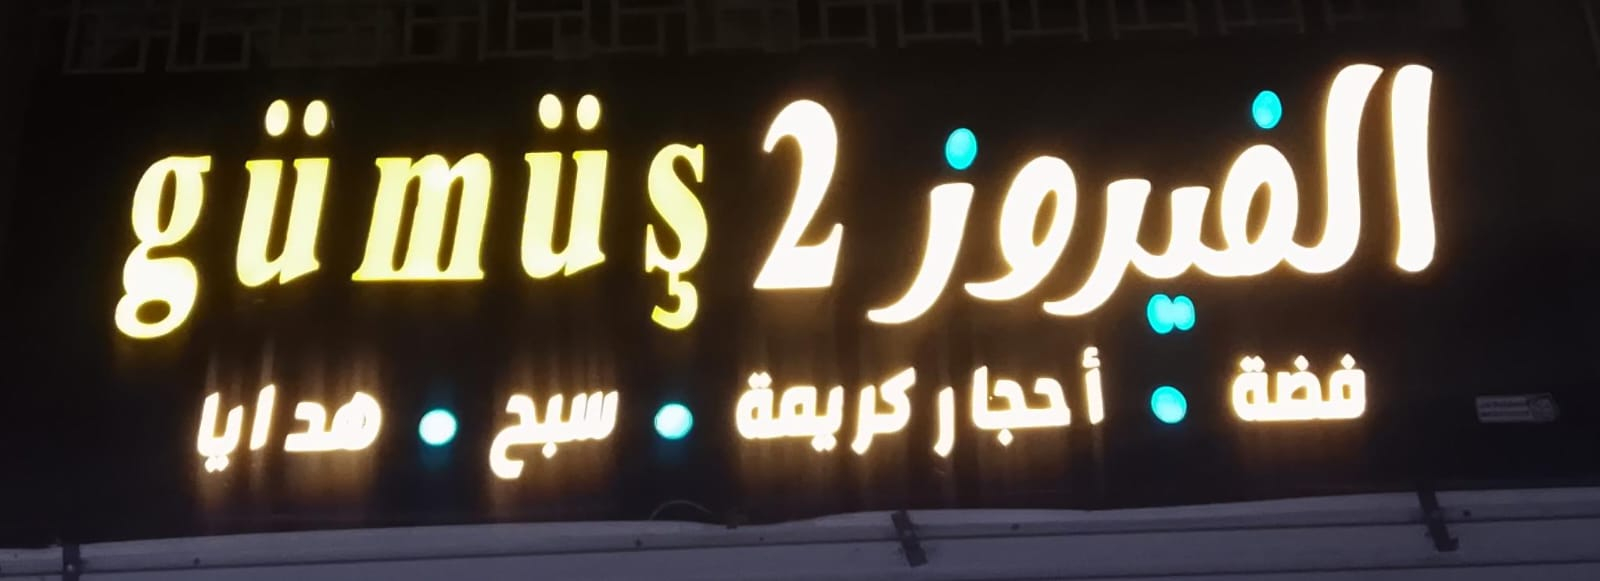 الفيروز 2 gümüş
فضة • أحجار كريمة • سبح • هدايا